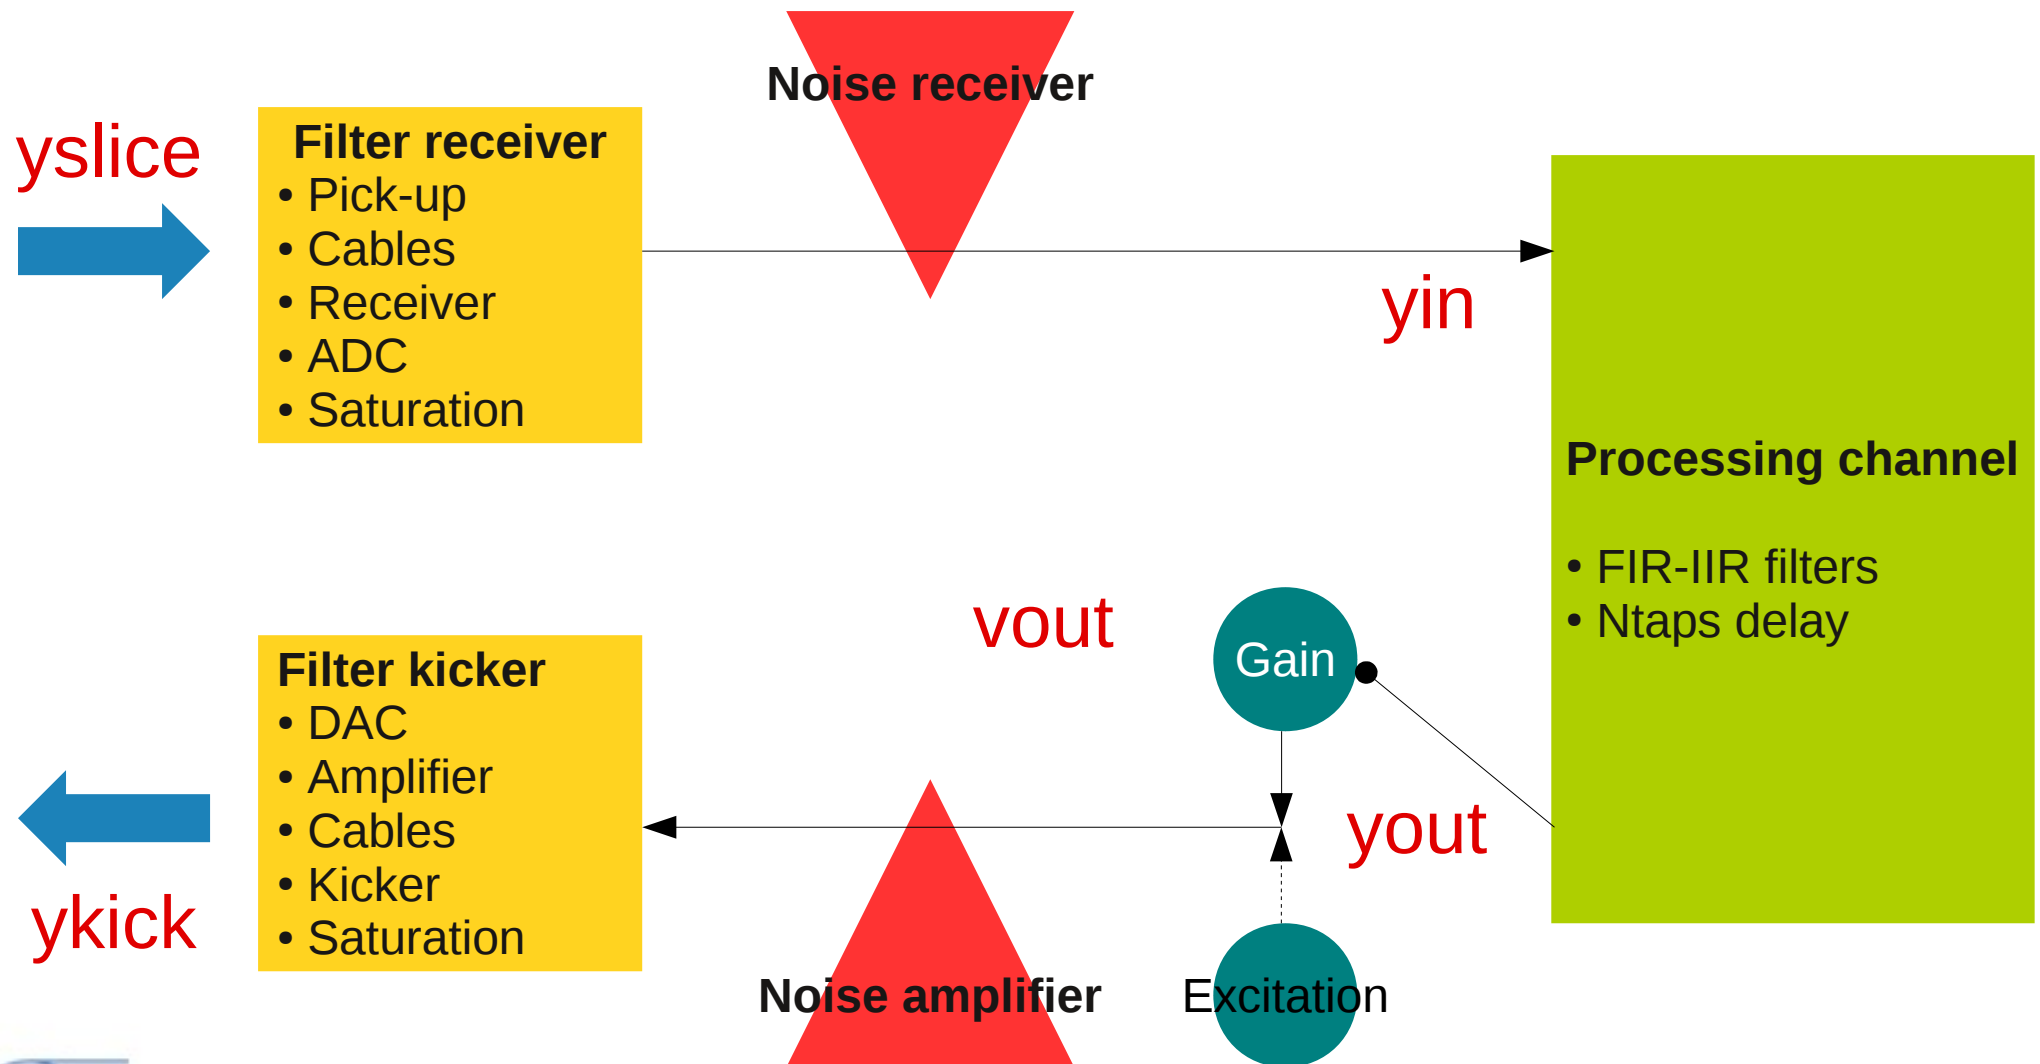 Noise receiver
yslice
Filter receiver
• Pick-up
• Cables
• Receiver
• ADC
• Saturation
yin
Processing channel
• FIR-IIR filters
• Ntaps delay
vout
Gain
Filter kicker
• DAC
• Amplifier
• Cables
• Kicker
• Saturation
yout
ykick
Noise amplifier
Excitation